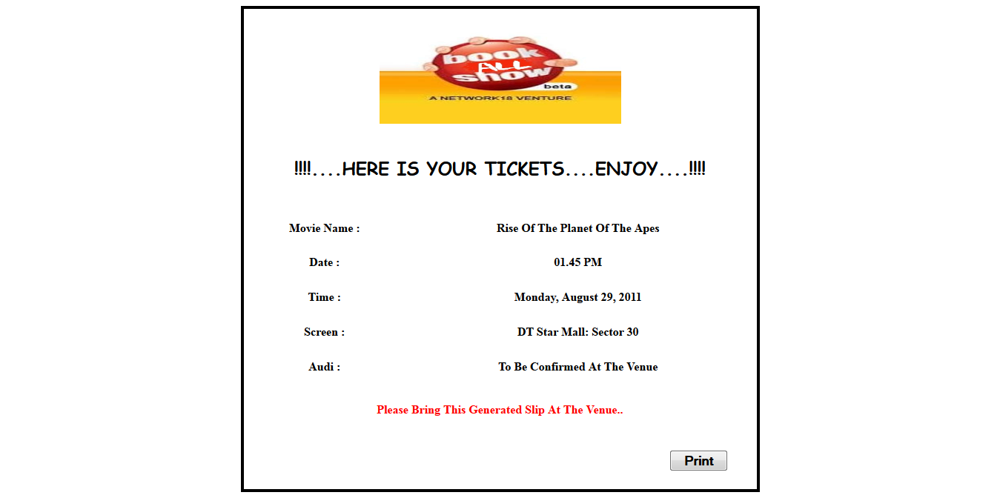 book
ALL
show
beta
A NETWORK18 VENTURE
!!!!....HERE IS YOUR TICKETS....ENJOY....!!!!
Movie Name : Rise Of The Planet Of The Apes
Date : 01.45 PM
Time : Monday, August 29, 2011
Screen : DT Star Mall: Sector 30
Audi : To Be Confirmed At The Venue
Please Bring This Generated Slip At The Venue..
Print